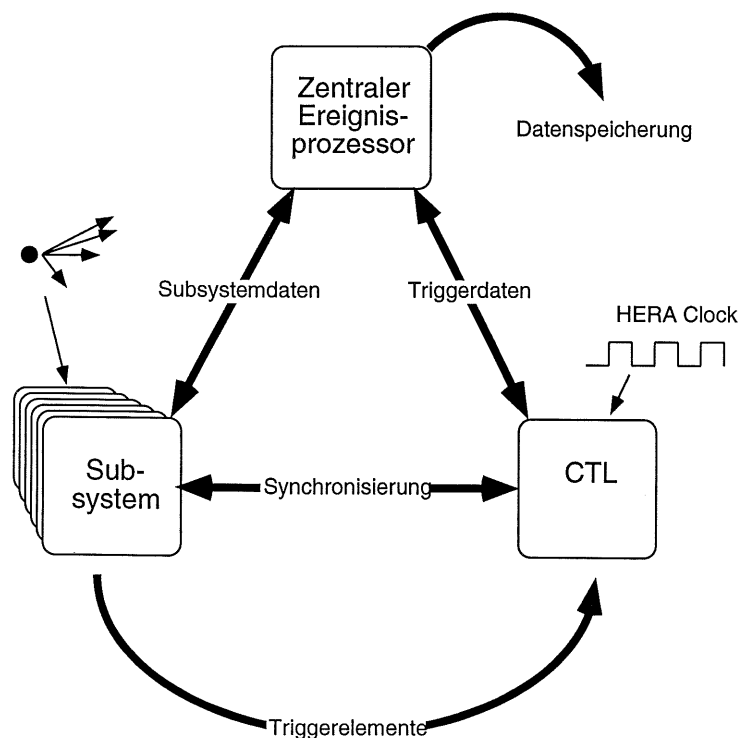 Zentraler
Ereignis-
prozessor
Datenspeicherung
Subsystemdaten
Triggerdaten
HERA Clock
Sub-
system
Synchronisierung
CTL
Triggerelemente